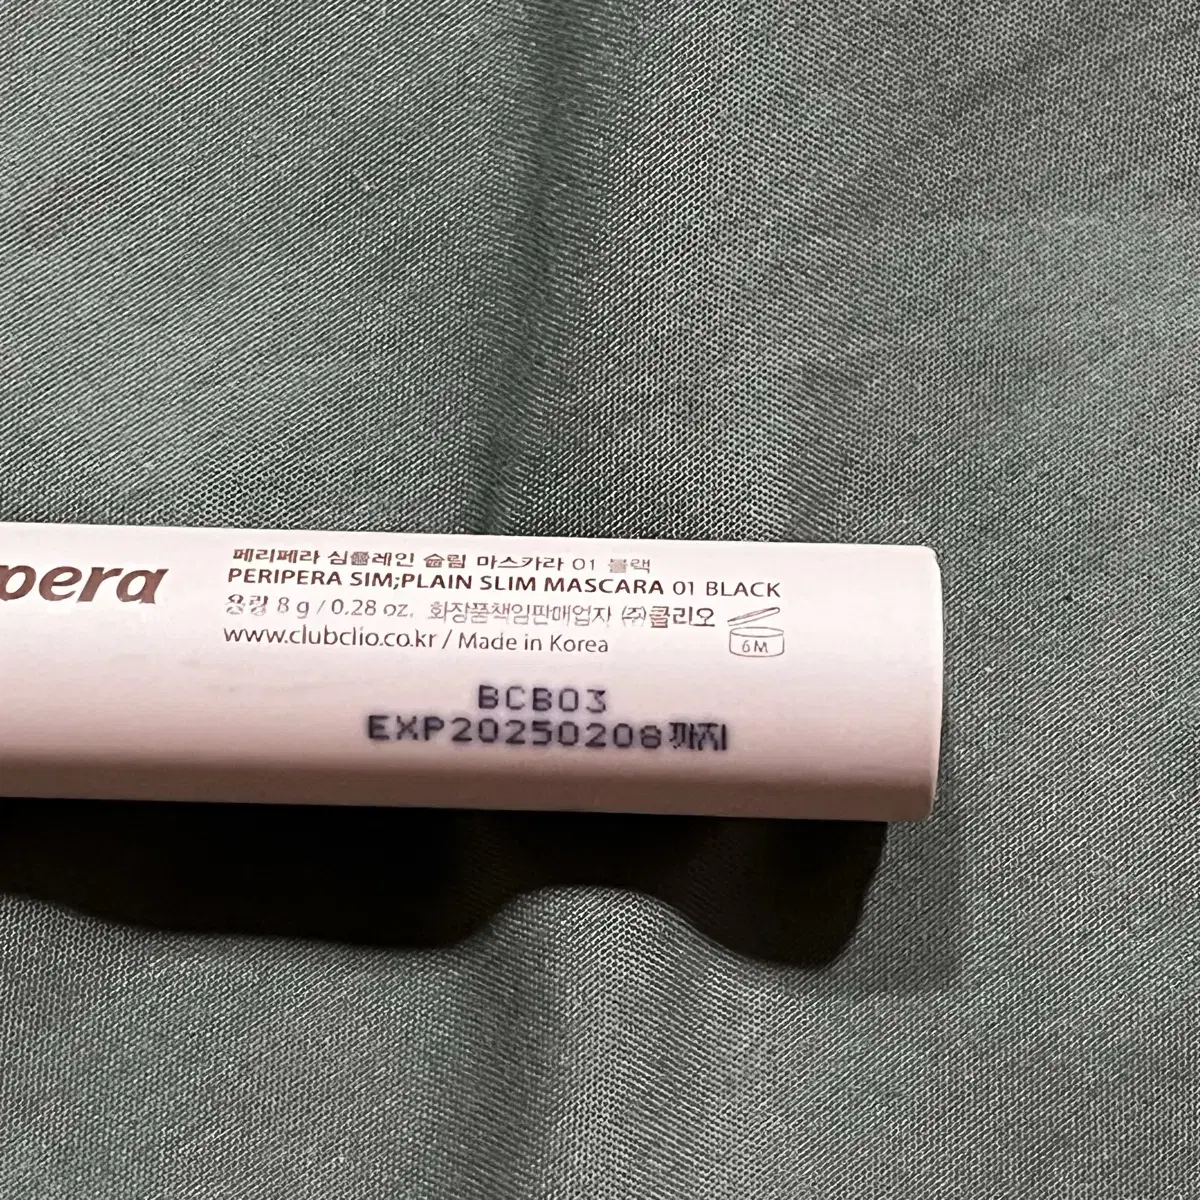 pera
페리페라 심플레인 슬림 마스카라 01 블랙
PERIPERA SIM;PLAIN SLIM MASCARA 01 BLACK
용량 8 g / 0.28 oz. 화장품책임판매업자 (주)클리오
www.clubclio.co.kr / Made in Korea
6M
BCB03
EXP20250208까지